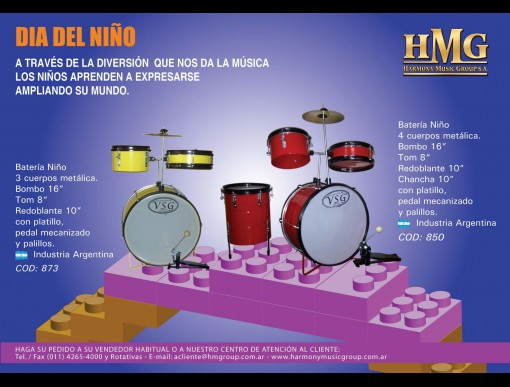 DIA DEL NIÑO
A TRAVÉS DE LA DIVERSIÓN QUE NOS DA LA MÚSICA
LOS NIÑOS APRENDEN A EXPRESARSE
AMPLIANDO SU MUNDO.
HMG
HARMONY MUSIC GROUP S.A.
Batería Niño
3 cuerpos metálica.
Bombo 16"
Tom 8"
Redoblante 10"
con platillo,
pedal mecanizado
y palillos.
Industria Argentina
COD: 873
VSG
VSG
Batería Niño
4 cuerpos metálica.
Bombo 16"
Tom 8"
Redoblante 10"
Chancha 10"
con platillo,
pedal mecanizado
y palillos.
Industria Argentina
COD: 850
HAGA SU PEDIDO A SU VENDEDOR HABITUAL O A NUESTRO CENTRO DE ATENCIÓN AL CLIENTE:
Tel. / Fax (011) 4265-4000 y Rotativas - E-mail: acliente@hmgroup.com.ar - www.harmonymusicgroup.com.ar